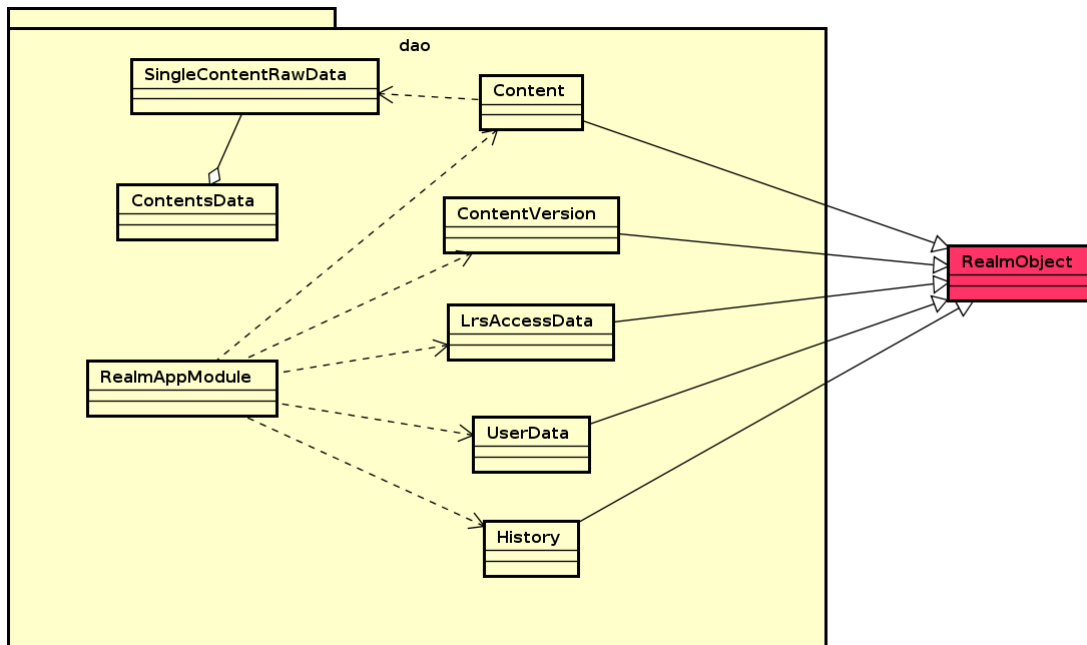 dao
SingleContentRawData
Content
ContentsData
ContentVersion
RealmObject
LrsAccessData
RealmAppModule
UserData
History